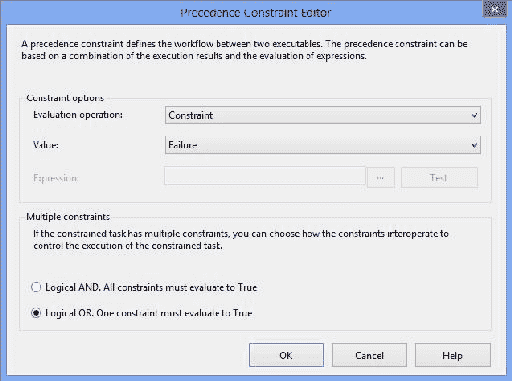 Precedence Constraint Editor
A precedence constraint defines the workflow between two executables. The precedence constraint can be
based on a combination of the execution results and the evaluation of expressions.
Constraint options
Evaluation operation: Constraint
Value: Failure
Expression: ... Test
Multiple constraints
If the constrained task has multiple constraints, you can choose how the constraints interoperate to
control the execution of the constrained task.
Logical AND. All constraints must evaluate to True
Logical OR. One constraint must evaluate to True
OK Cancel Help